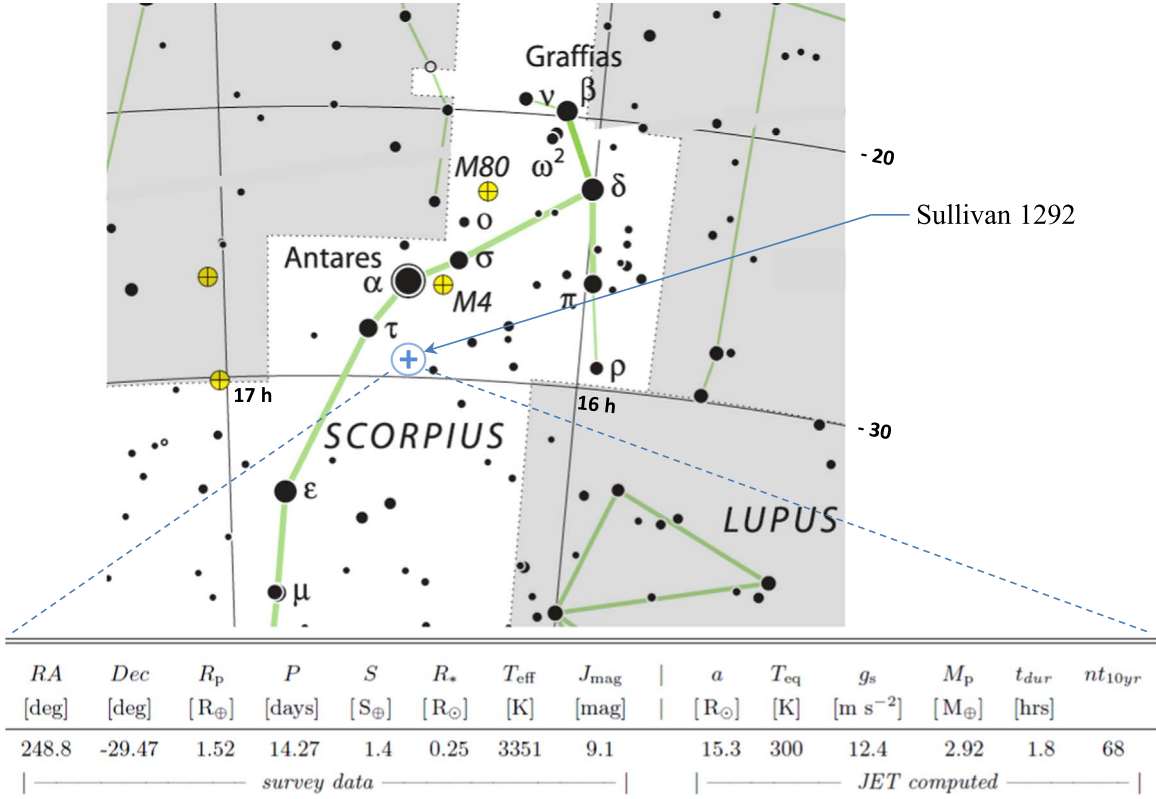 Graffias
ν
β
- 20
ω²
M80
δ
Sullivan 1292
ο
Antares
σ
α
M4
π
τ
ρ
17 h
16 h
- 30
SCORPIUS
ε
LUPUS
μ
RA Dec Rp P S R* Teff Jmag | a Teq gs Mp tdur nt10yr
[deg] [deg] [ R⊕] [days] [S⊕] [R⊙] [K] [mag] | [ R⊙] [K] [m s⁻²] [ M⊕] [hrs]
248.8 -29.47 1.52 14.27 1.4 0.25 3351 9.1 15.3 300 12.4 2.92 1.8 68
|——— survey data ———| |——— JET computed ———|